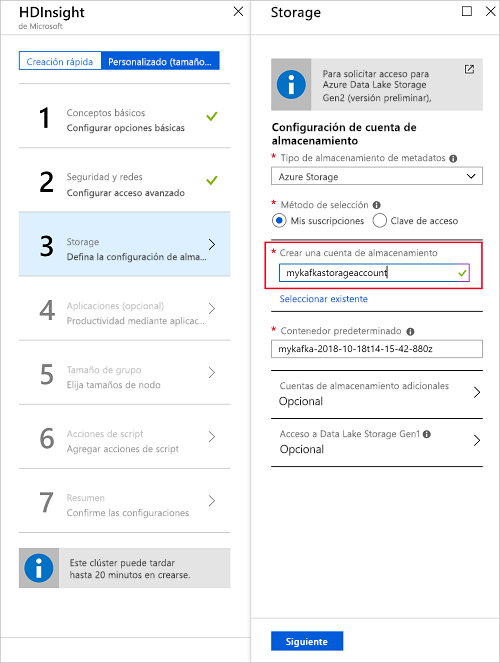 HDInsight
de Microsoft
Creación rápida
Personalizado (tamaño...
1
Conceptos básicos
Configurar opciones básicas
2
Seguridad y redes
Configurar acceso avanzado
3
Storage
Defina la configuración de alma...
4
Aplicaciones (opcional)
Productividad mediante aplicac...
5
Tamaño de grupo
Elija tamaños de nodo
6
Acciones de script
Agregar acciones de script
7
Resumen
Confirme las configuraciones
Este clúster puede tardar
hasta 20 minutos en crearse.
Storage
Para solicitar acceso para
Azure Data Lake Storage
Gen2 (versión preliminar),
Configuración de cuenta de
almacenamiento
* Tipo de almacenamiento de metadatos
Azure Storage
* Método de selección
Mis suscripciones
Clave de acceso
* Crear una cuenta de almacenamiento
mykafkastorageaccount
Seleccionar existente
* Contenedor predeterminado
mykafka-2018-10-18t14-15-42-880z
Cuentas de almacenamiento adicionales
Opcional
Acceso a Data Lake Storage Gen1
Opcional
Siguiente